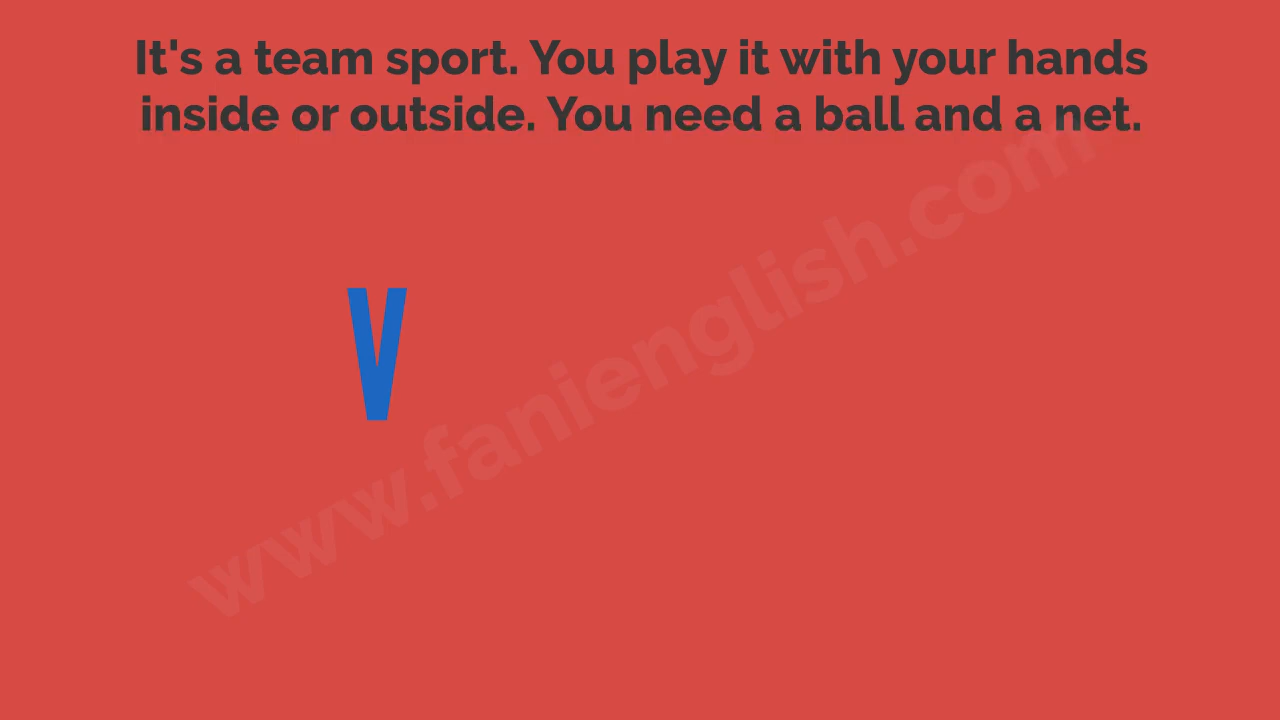 It's a team sport. You play it with your hands
inside or outside. You need a ball and a net.
V
www.fanienglish.com